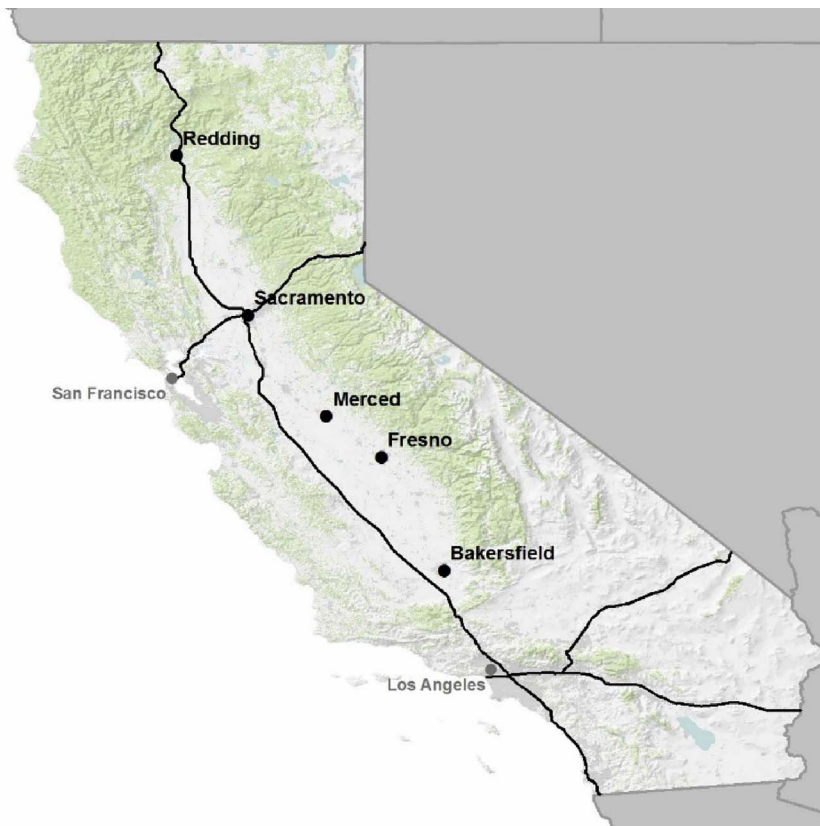 Redding
Sacramento
San Francisco
Merced
Fresno
Bakersfield
Los Angeles